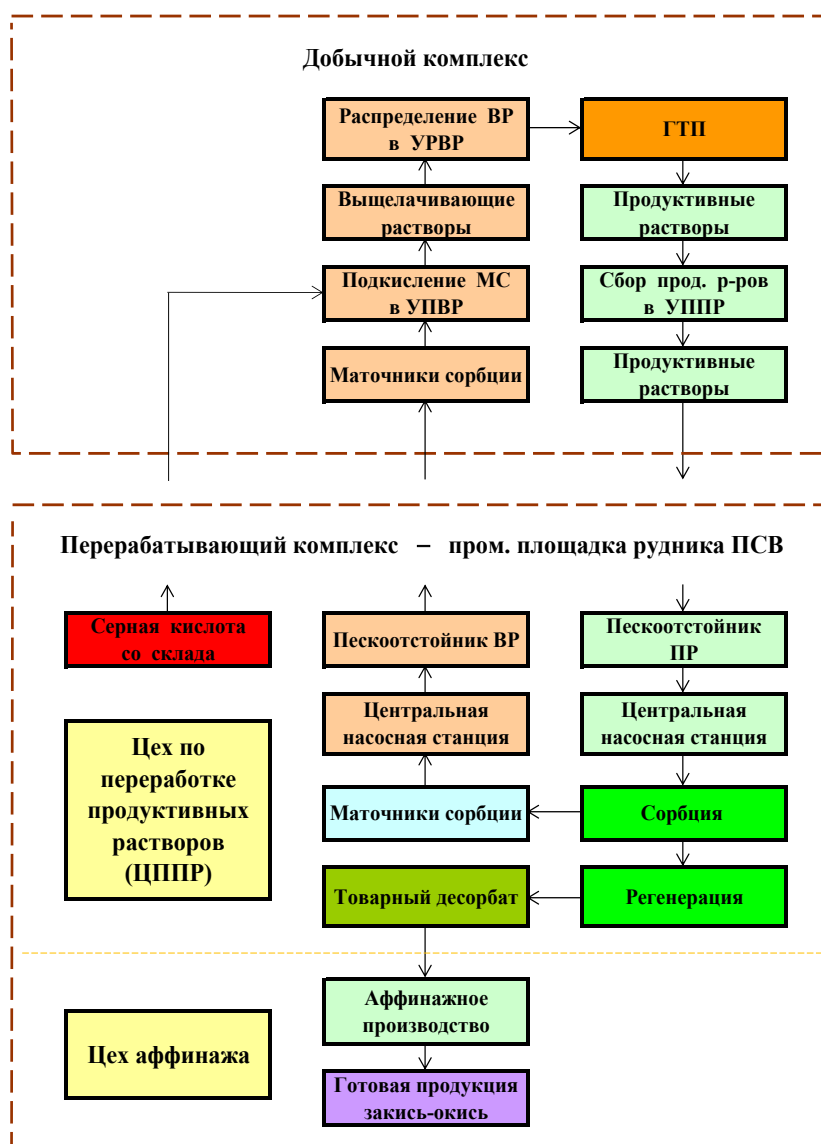 Добычной комплекс
Распределение ВР
в УРВР
ГТП
Выщелачивающие
растворы
Продуктивные
растворы
Подкисление МС
в УПВР
Сбор прод. р-ров
в УППР
Маточники сорбции
Продуктивные
растворы
Перерабатывающий комплекс – пром. площадка рудника ПСВ
Серная кислота
со склада
Пескоотстойник ВР
Пескоотстойник
ПР
Цех по
переработке
продуктивных
растворов
(ЦППР)
Центральная
насосная станция
Центральная
насосная станция
Маточники сорбции
Сорбция
Товарный десорбат
Регенерация
Цех аффинажа
Аффинажное
производство
Готовая продукция
закись-окись